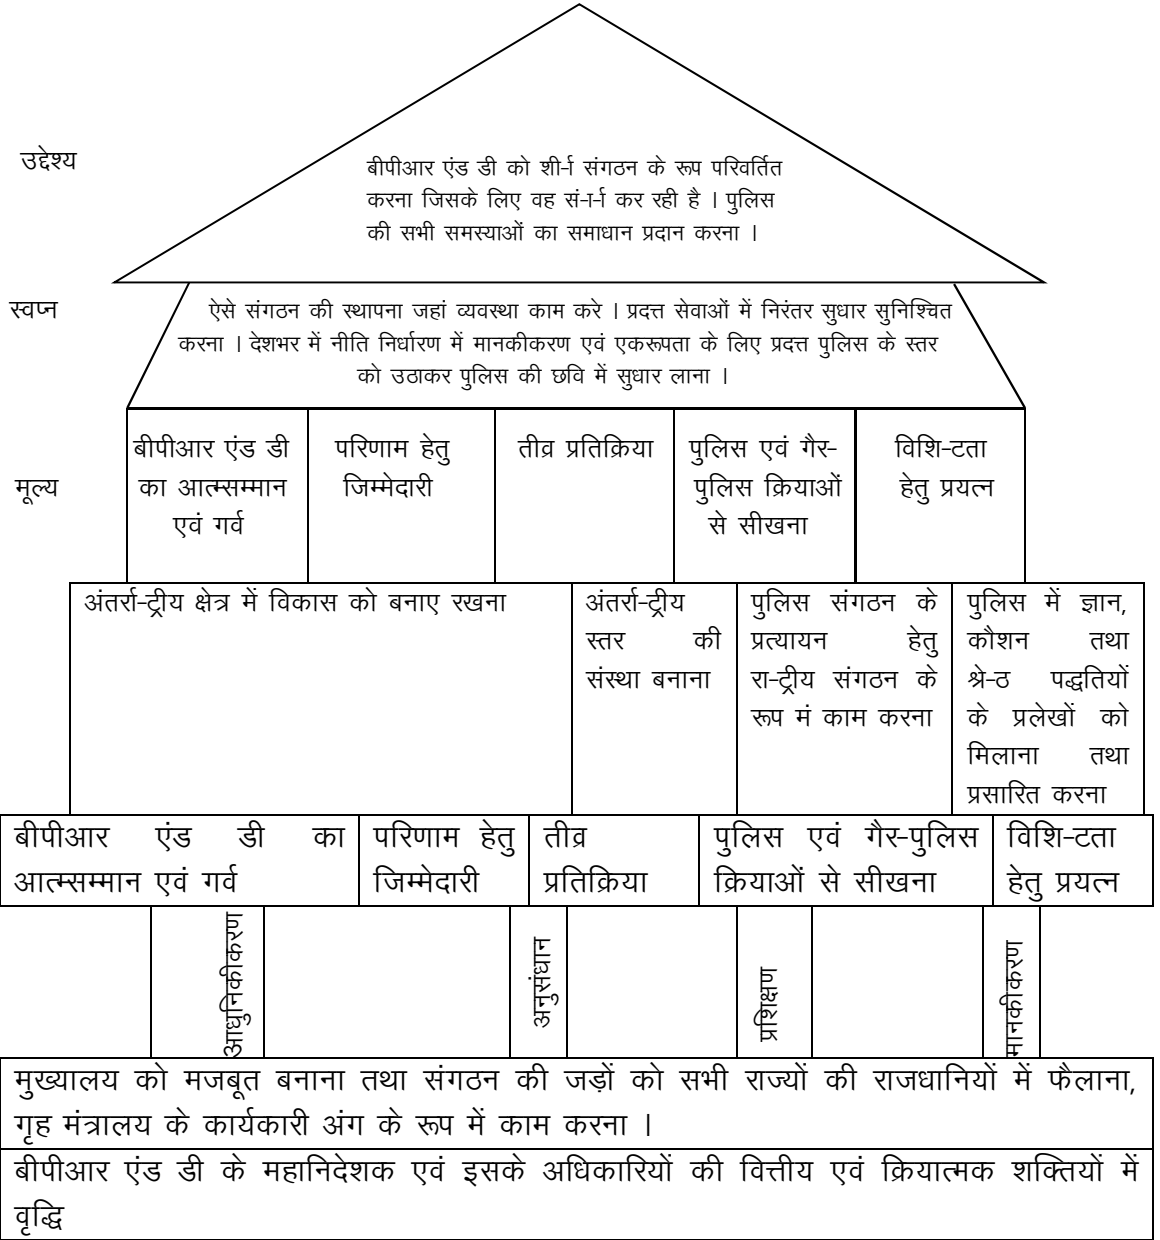 उद्देश्य
बीपीआर एंड डी को शी-र्ा संगठन के रूप परिवर्तित
करना जिसके लिए वह सं-ार्-ा कर रही है । पुलिस
की सभी समस्याओं का समाधान प्रदान करना ।
स्वप्न
ऐसे संगठन की स्थापना जहां व्यवस्था काम करे । प्रदत्त सेवाओं में निरंतर सुधार सुनिश्चित
करना । देशभर में नीति निर्धारण में मानकीकरण एवं एकरूपता के लिए प्रदत्त पुलिस के स्तर
को उठाकर पुलिस की छवि में सुधार लाना ।
मूल्य
बीपीआर एंड डी
का आत्मसम्मान
एवं गर्व
परिणाम हेतु
जिम्मेदारी
तीव्र प्रतिक्रिया
पुलिस एवं गैर-
पुलिस क्रियाओं
से सीखना
विशि-टता
हेतु प्रयत्न
अंतर्रा-ट्रीय क्षेत्र में विकास को बनाए रखना
अंतर्रा-ट्रीय
स्तर की
संस्था बनाना
पुलिस संगठन के
प्रत्यायन हेतु
रा-ट्रीय संगठन के
रूप मं काम करना
पुलिस में ज्ञान,
कौशन तथा
श्रे-ठ पद्धतियों
के प्रलेखों को
मिलाना तथा
प्रसारित करना
बीपीआर एंड डी का
आत्मसम्मान एवं गर्व
परिणाम हेतु
जिम्मेदारी
तीव्र
प्रतिक्रिया
पुलिस एवं गैर-पुलिस
क्रियाओं से सीखना
विशि-टता
हेतु प्रयत्न
आधुनिकीकरण
अनुसंधान
प्रशिक्षण
मानकीकरण
मुख्यालय को मजबूत बनाना तथा संगठन की जड़ों को सभी राज्यों की राजधानियों में फैलाना,
गृह मंत्रालय के कार्यकारी अंग के रूप में काम करना ।
बीपीआर एंड डी के महानिदेशक एवं इसके अधिकारियों की वित्तीय एवं क्रियात्मक शक्तियों में
वृद्धि